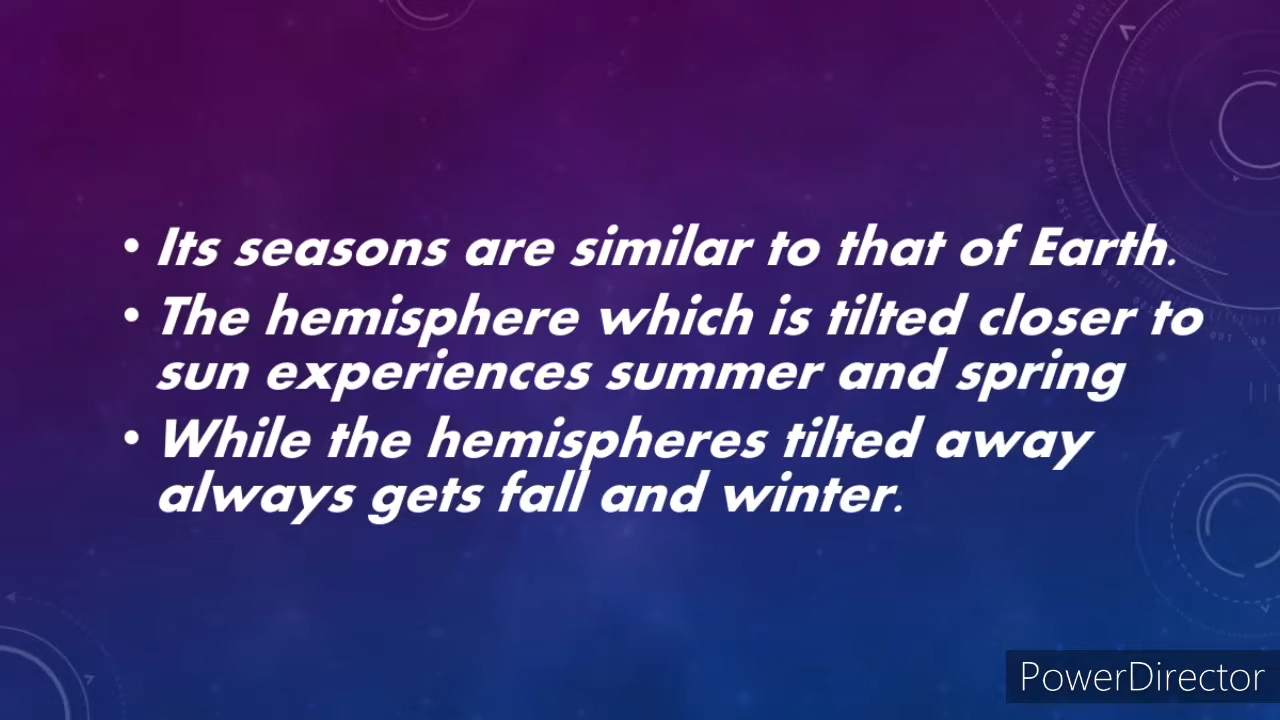 • Its seasons are similar to that of Earth.
• The hemisphere which is tilted closer to
sun experiences summer and spring
• While the hemispheres tilted away
always gets fall and winter.
PowerDirector